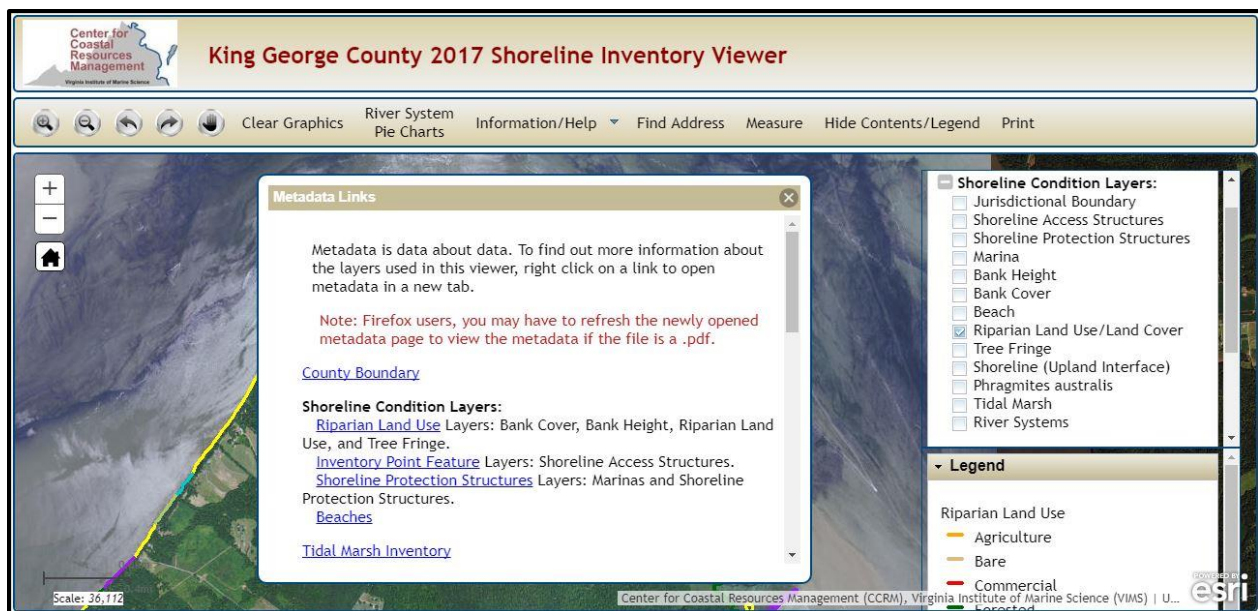 Center for
Coastal
Resources
Management
Virginia Institute of Marine Science
King George County 2017 Shoreline Inventory Viewer
Clear Graphics
River System
Pie Charts
Information/Help
Find Address
Measure
Hide Contents/Legend
Print
+
−
Metadata Links
Metadata is data about data. To find out more information about
the layers used in this viewer, right click on a link to open
metadata in a new tab.
Note: Firefox users, you may have to refresh the newly opened
metadata page to view the metadata if the file is a .pdf.
County Boundary
Shoreline Condition Layers:
Riparian Land Use Layers: Bank Cover, Bank Height, Riparian Land
Use, and Tree Fringe.
Inventory Point Feature Layers: Shoreline Access Structures.
Shoreline Protection Structures Layers: Marinas and Shoreline
Protection Structures.
Beaches
Tidal Marsh Inventory
Shoreline Condition Layers:
Jurisdictional Boundary
Shoreline Access Structures
Shoreline Protection Structures
Marina
Bank Height
Bank Cover
Beach
Riparian Land Use/Land Cover
Tree Fringe
Shoreline (Upland Interface)
Phragmites australis
Tidal Marsh
River Systems
Legend
Riparian Land Use
Agriculture
Bare
Commercial
Forested
Scale: 36,112
Center for Coastal Resources Management (CCRM), Virginia Institute of Marine Science (VIMS) | U...
POWERED BY
esri